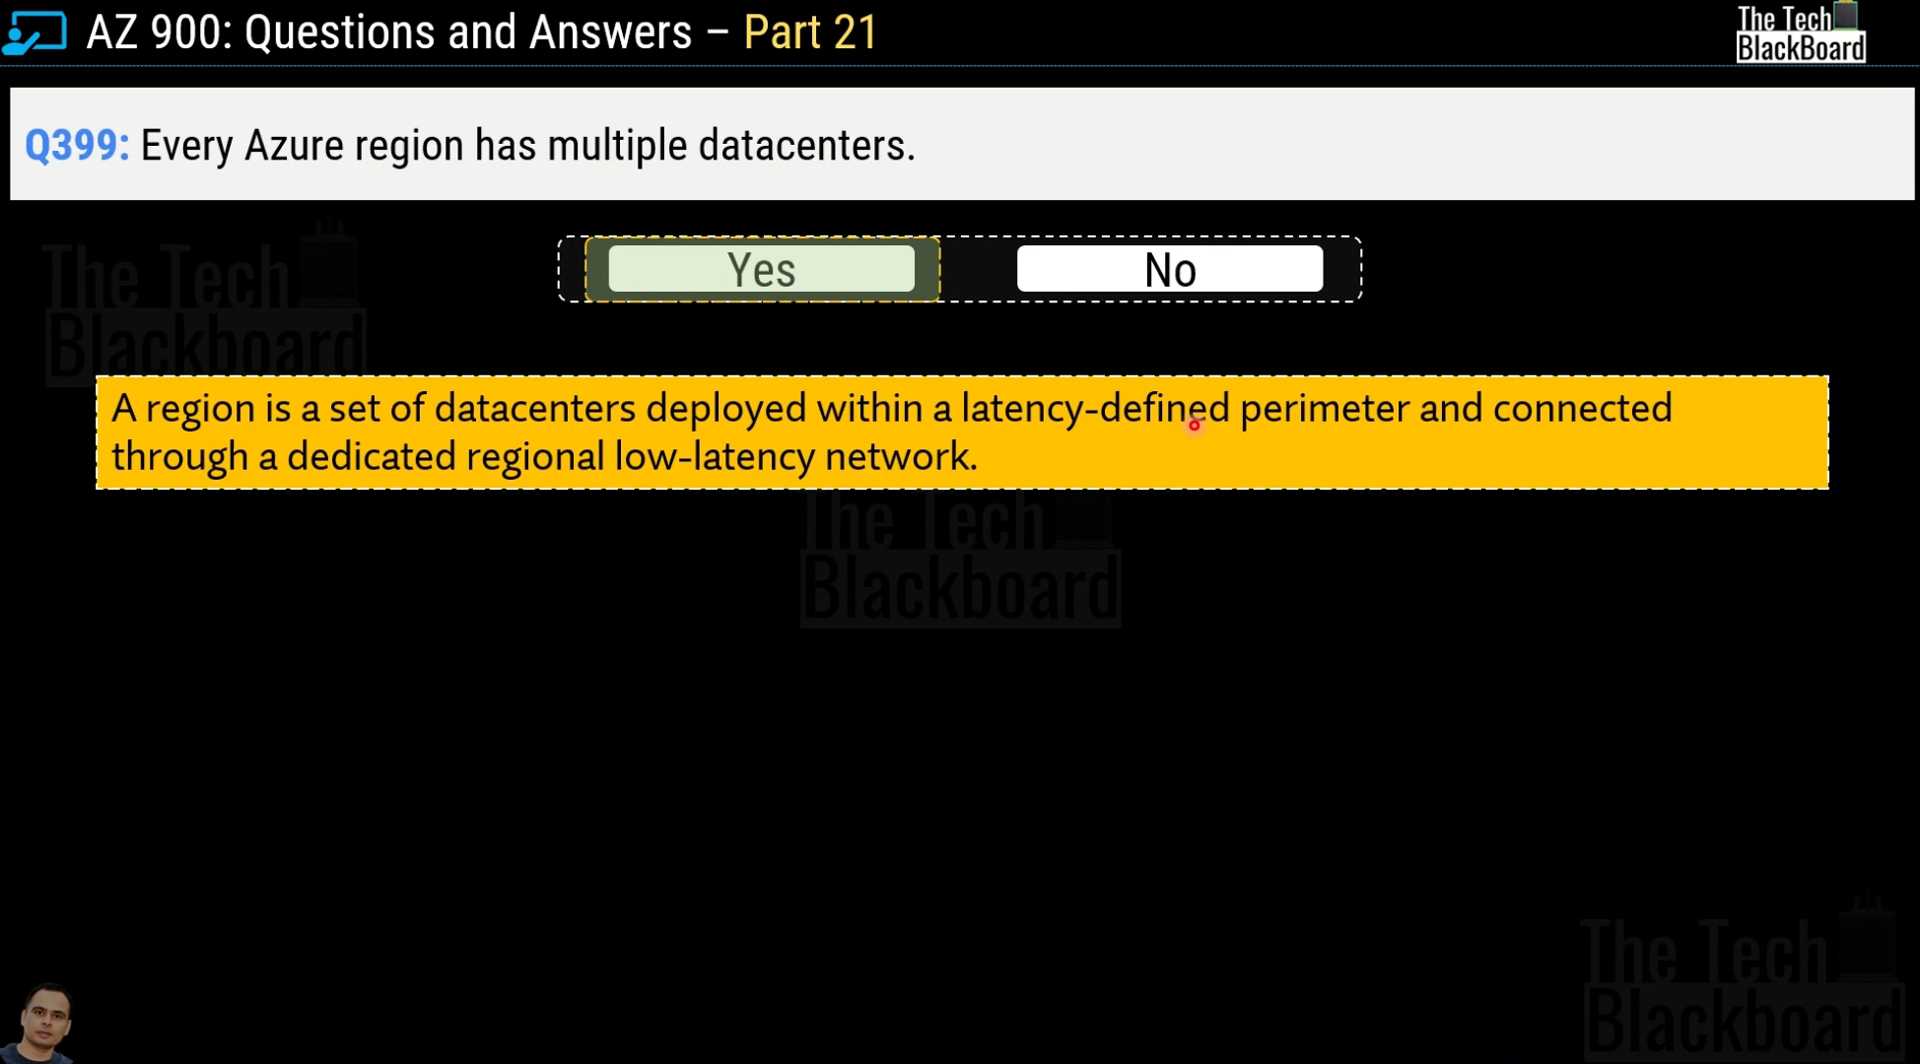 AZ 900: Questions and Answers – Part 21
The Tech
BlackBoard
Q399: Every Azure region has multiple datacenters.
Yes
No
The Tech
Blackboard
A region is a set of datacenters deployed within a latency-defined perimeter and connected
through a dedicated regional low-latency network.
The Tech
Blackboard
The Tech
Blackboard